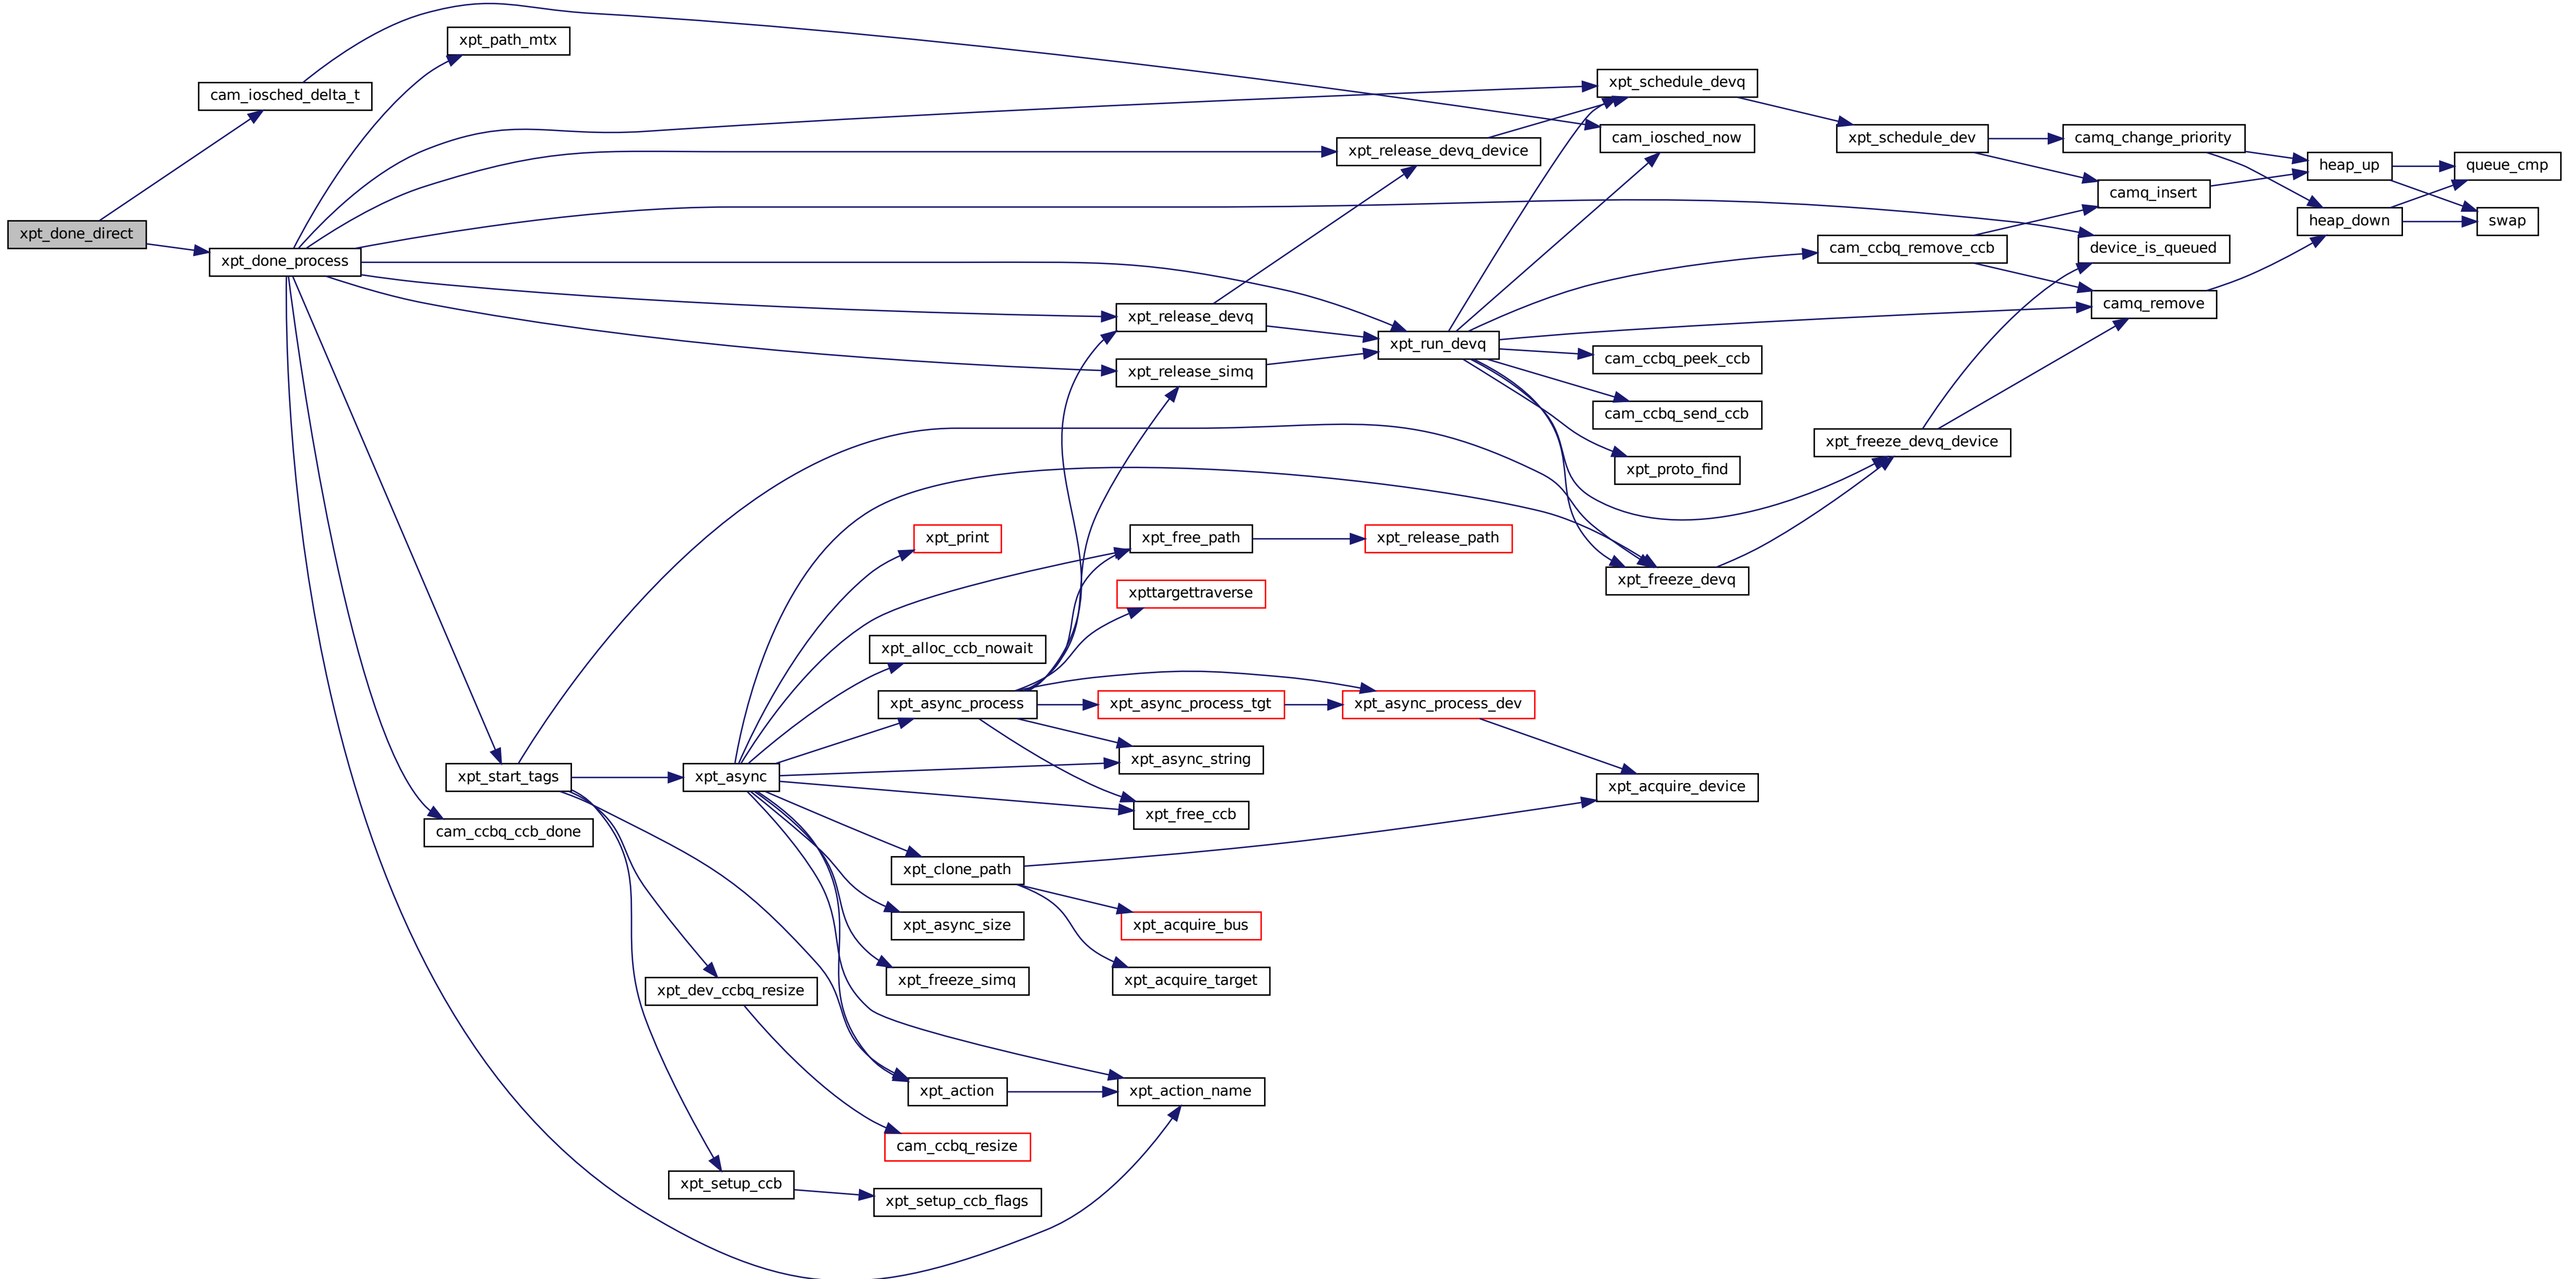 xpt_path_mtx
xpt_schedule_devq
cam_iosched_delta_t
cam_iosched_now
xpt_schedule_dev
camq_change_priority
xpt_release_devq_device
heap_up
queue_cmp
camq_insert
heap_down
swap
xpt_done_direct
device_is_queued
cam_ccbq_remove_ccb
xpt_done_process
camq_remove
xpt_release_devq
xpt_run_devq
cam_ccbq_peek_ccb
xpt_release_simq
cam_ccbq_send_ccb
xpt_freeze_devq_device
xpt_proto_find
xpt_print
xpt_free_path
xpt_release_path
xpt_freeze_devq
xpttargettraverse
xpt_alloc_ccb_nowait
xpt_async_process
xpt_async_process_tgt
xpt_async_process_dev
xpt_async_string
xpt_start_tags
xpt_async
xpt_acquire_device
xpt_free_ccb
cam_ccbq_ccb_done
xpt_clone_path
xpt_async_size
xpt_acquire_bus
xpt_freeze_simq
xpt_acquire_target
xpt_dev_ccbq_resize
xpt_action
xpt_action_name
cam_ccbq_resize
xpt_setup_ccb
xpt_setup_ccb_flags